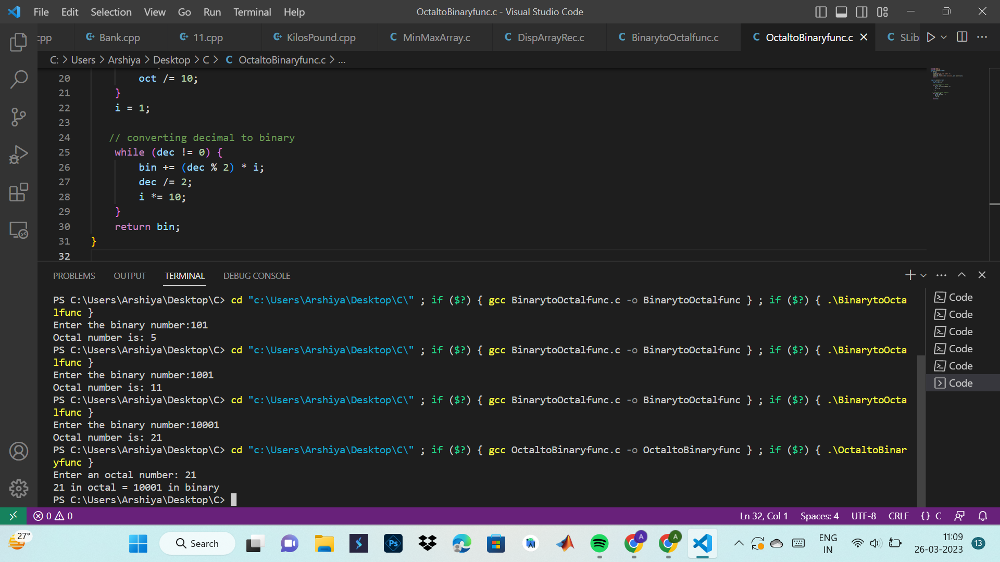 File Edit Selection View Go Run Terminal Help OctaltoBinaryfunc.c - Visual Studio Code
cpp Bank.cpp 11.cpp KilosPound.cpp C MinMaxArray.c C DispArrayRec.c C BinarytoOctalfunc.c C OctaltoBinaryfunc.c C SLib
C: > Users > Arshiya > Desktop > C > C OctaltoBinaryfunc.c > ...
20 oct /= 10;
21 }
22 i = 1;
23
24 // converting decimal to binary
25 while (dec != 0) {
26 bin += (dec % 2) * i;
27 dec /= 2;
28 i *= 10;
29 }
30 return bin;
31 }
32
PROBLEMS OUTPUT TERMINAL DEBUG CONSOLE
PS C:\Users\Arshiya\Desktop\C> cd "c:\Users\Arshiya\Desktop\C\" ; if ($?) { gcc BinarytoOctalfunc.c -o BinarytoOctalfunc } ; if ($?) { .\BinarytoOcta
lfunc }
Enter the binary number:101
Octal number is: 5
PS C:\Users\Arshiya\Desktop\C> cd "c:\Users\Arshiya\Desktop\C\" ; if ($?) { gcc BinarytoOctalfunc.c -o BinarytoOctalfunc } ; if ($?) { .\BinarytoOcta
lfunc }
Enter the binary number:1001
Octal number is: 11
PS C:\Users\Arshiya\Desktop\C> cd "c:\Users\Arshiya\Desktop\C\" ; if ($?) { gcc BinarytoOctalfunc.c -o BinarytoOctalfunc } ; if ($?) { .\BinarytoOcta
lfunc }
Enter the binary number:10001
Octal number is: 21
PS C:\Users\Arshiya\Desktop\C> cd "c:\Users\Arshiya\Desktop\C\" ; if ($?) { gcc OctaltoBinaryfunc.c -o OctaltoBinaryfunc } ; if ($?) { .\OctaltoBinar
yfunc }
Enter an octal number: 21
21 in octal = 10001 in binary
PS C:\Users\Arshiya\Desktop\C>
Code
Code
Code
Code
Code
Code
0 0 Ln 32, Col 1 Spaces: 4 UTF-8 CRLF {} C
27° Search Ps A A ENG 11:09
IN 26-03-2023 13